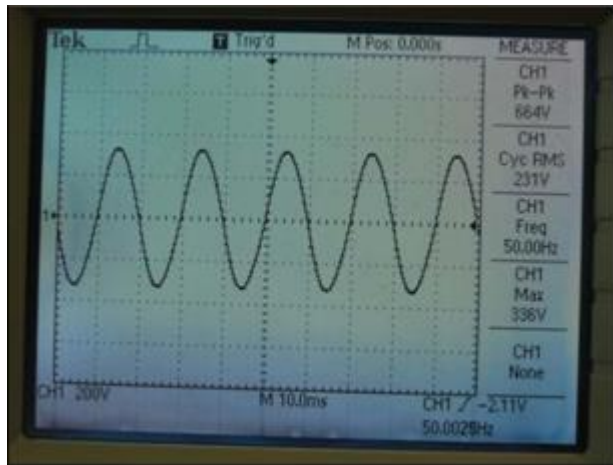 Tek T Trig'd M Pos: 0.000s MEASURE
CH1
Pk-Pk
664V
CH1
Cyc RMS
231V
CH1
Freq
50.00Hz
CH1
Max
336V
CH1
None
1
CH1 200V M 10.0ms CH1 -2.11V
50.0029Hz